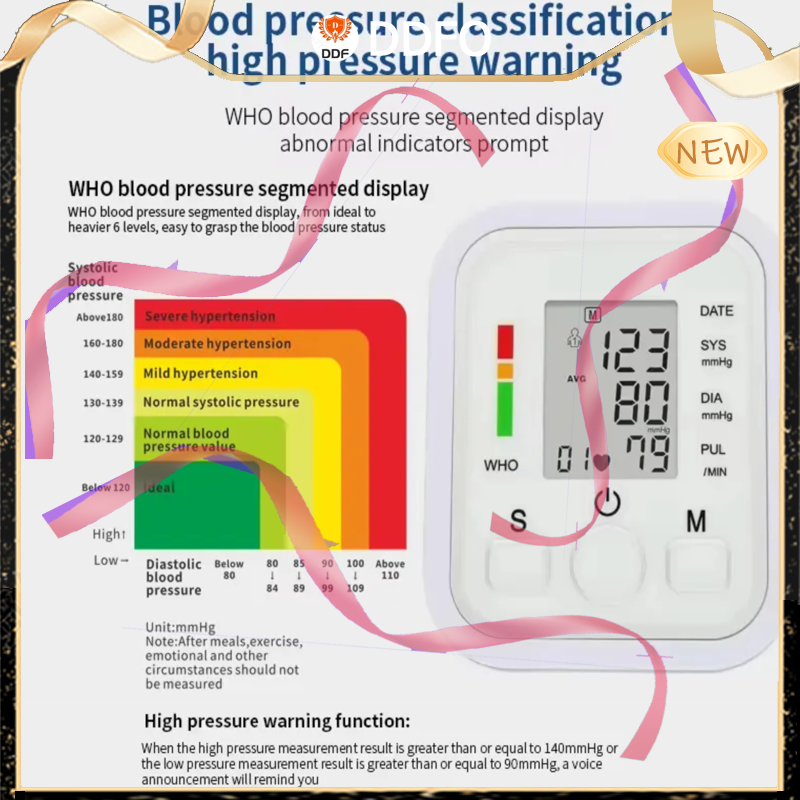 Blood pressure classification
DDF
DDFO
high pressure warning
WHO blood pressure segmented display
abnormal indicators prompt
NEW
WHO blood pressure segmented display
WHO blood pressure segmented display, from ideal to
heavier 6 levels, easy to grasp the blood pressure status
Systolic
blood
pressure
Above180 Severe hypertension
160-180 Moderate hypertension
140-159 Mild hypertension
130-139 Normal systolic pressure
120-129 Normal blood
pressure value
Below 120 Ideal
High↑
Low→
Diastolic
blood
pressure
Below
80
80 85 90 100 Above
↓ ↓ ↓ ↓ 110
84 89 99 109
M
1
DATE
123
SYS
mmHg
AVG
80
DIA
mmHg
mmHg
01 79
PUL
/MIN
WHO
S
M
Unit:mmHg
Note:After meals,exercise,
emotional and other
circumstances should not
be measured
High pressure warning function:
When the high pressure measurement result is greater than or equal to 140mmHg or
the low pressure measurement result is greater than or equal to 90mmHg, a voice
announcement will remind you